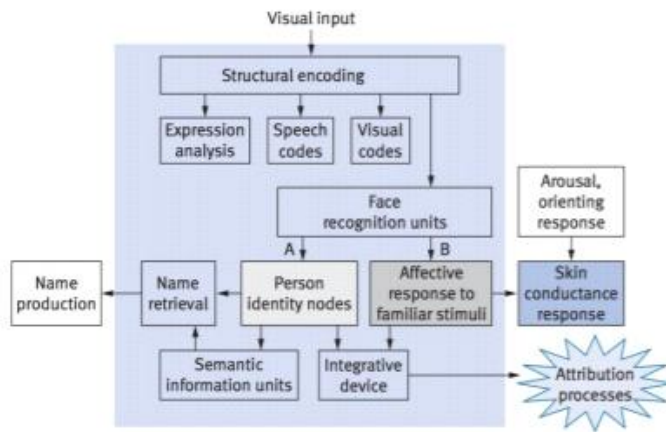 Visual input
Structural encoding
Expression
analysis
Speech
codes
Visual
codes
Face
recognition units
Arousal,
orienting
response
A
B
Name
production
Name
retrieval
Person
identity nodes
Affective
response to
familiar stimuli
Skin
conductance
response
Semantic
information units
Integrative
device
Attribution
processes